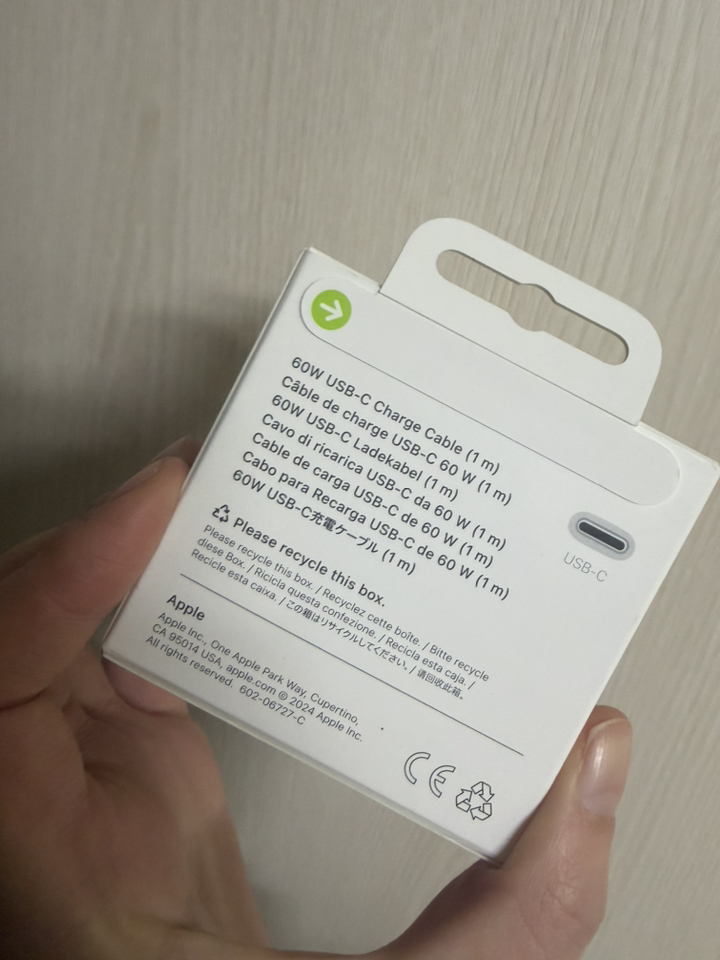 60W USB-C Charge Cable (1 m)
Câble de charge USB-C 60 W (1 m)
60W USB-C Ladekabel (1 m)
Cavo di ricarica USB-C da 60 W (1 m)
Cable de carga USB-C de 60 W (1 m)
Cabo para Recarga USB-C de 60 W (1 m)
60W USB-C充電ケーブル (1 m)
USB-C
Please recycle this box.
Please recycle this box. / Recyclez cette boîte. / Bitte recycle
diese Box. / Ricicla questa confezione. / Recicla esta caja. /
Recicle esta caixa. / この箱はリサイクルしてください。/ 请回收此箱。
Apple
Apple Inc., One Apple Park Way, Cupertino,
CA 95014 USA, apple.com © 2024 Apple Inc.
All rights reserved. 602-06727-C
CE